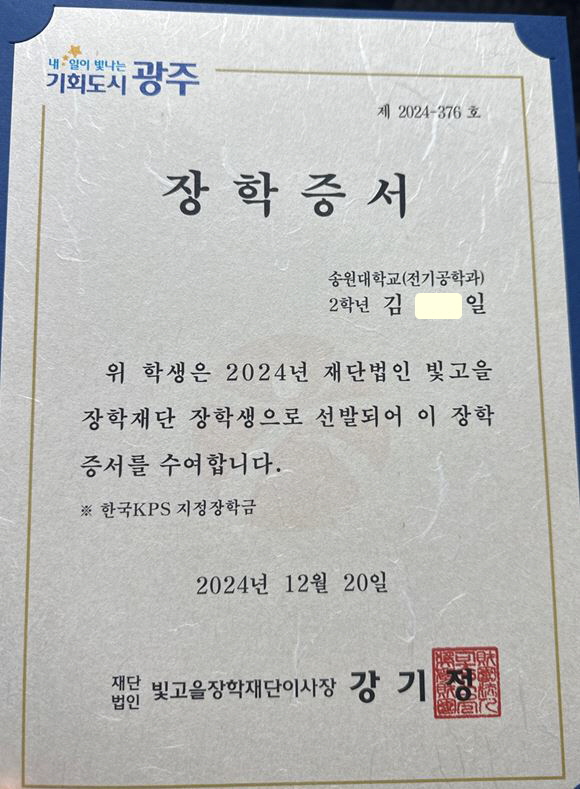 내☆일이 빛나는
기회도시 광주
제 2024-376 호
장학증서
송원대학교(전기공학과)
2학년 김 일
위 학생은 2024년 재단법인 빛고을
장학재단 장학생으로 선발되어 이 장학
증서를 수여합니다.
※ 한국KPS 지정장학금
2024년 12월 20일
재단법인 빛고을장학재단이사장 강기정